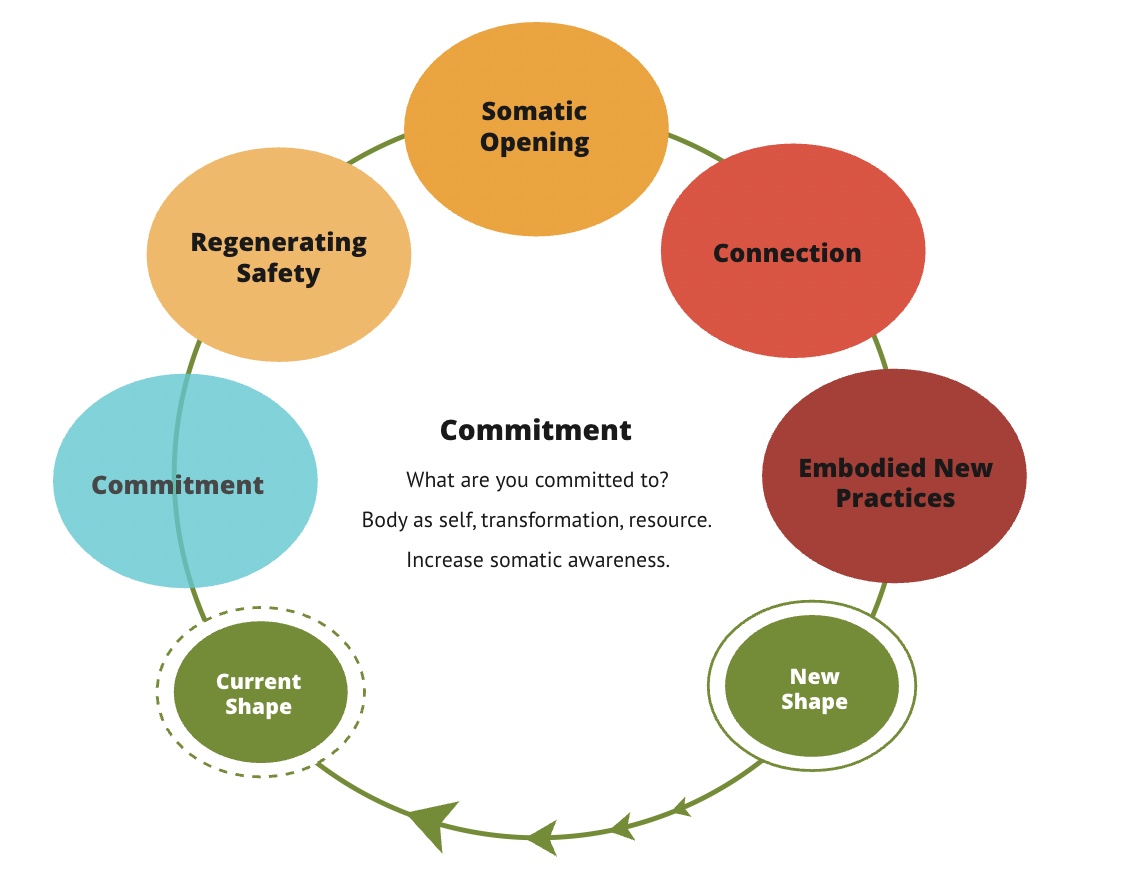 Somatic
Opening
Regenerating
Safety
Connection
Commitment
What are you committed to?
Body as self, transformation, resource.
Increase somatic awareness.
Commitment
Embodied New
Practices
Current
Shape
New
Shape